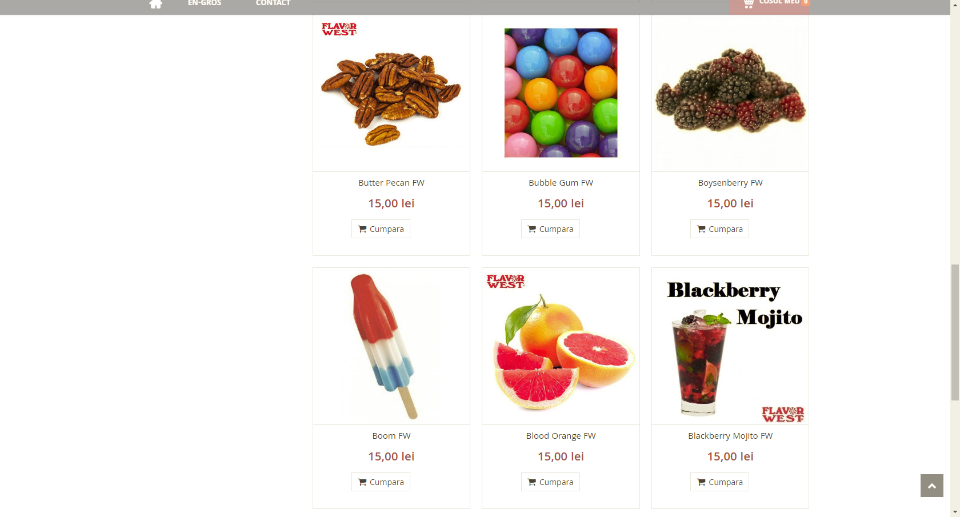 EN-GROS
CONTACT
COSUL MEU 0
FLAVOR
WEST
Butter Pecan FW
15,00 lei
Cumpara
Bubble Gum FW
15,00 lei
Cumpara
Boysenberry FW
15,00 lei
Cumpara
Boom FW
15,00 lei
Cumpara
FLAVOR
WEST
Blood Orange FW
15,00 lei
Cumpara
Blackberry
Mojito
FLAVOR
WEST
Blackberry Mojito FW
15,00 lei
Cumpara